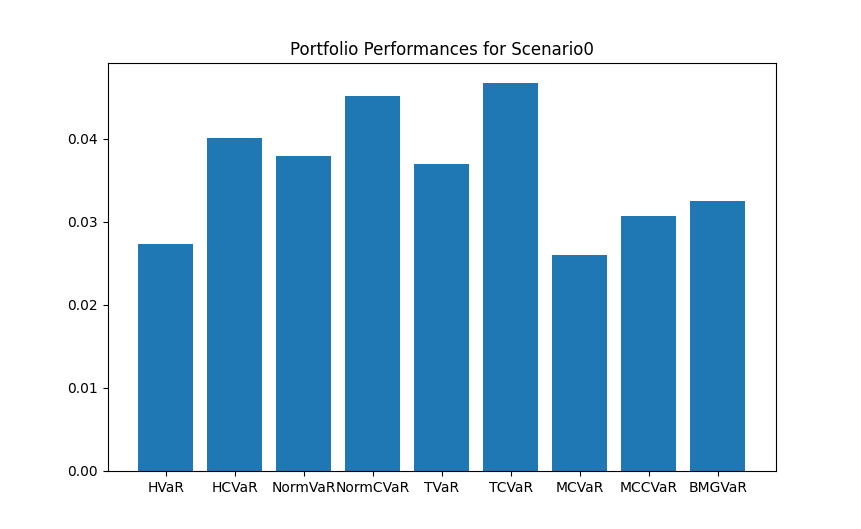 Portfolio Performances for Scenario0
0.04
0.03
0.02
0.01
0.00
HVaR HCVaR NormVaR NormCVaR TVaR TCVaR MCVaR MCCVaR BMGVaR